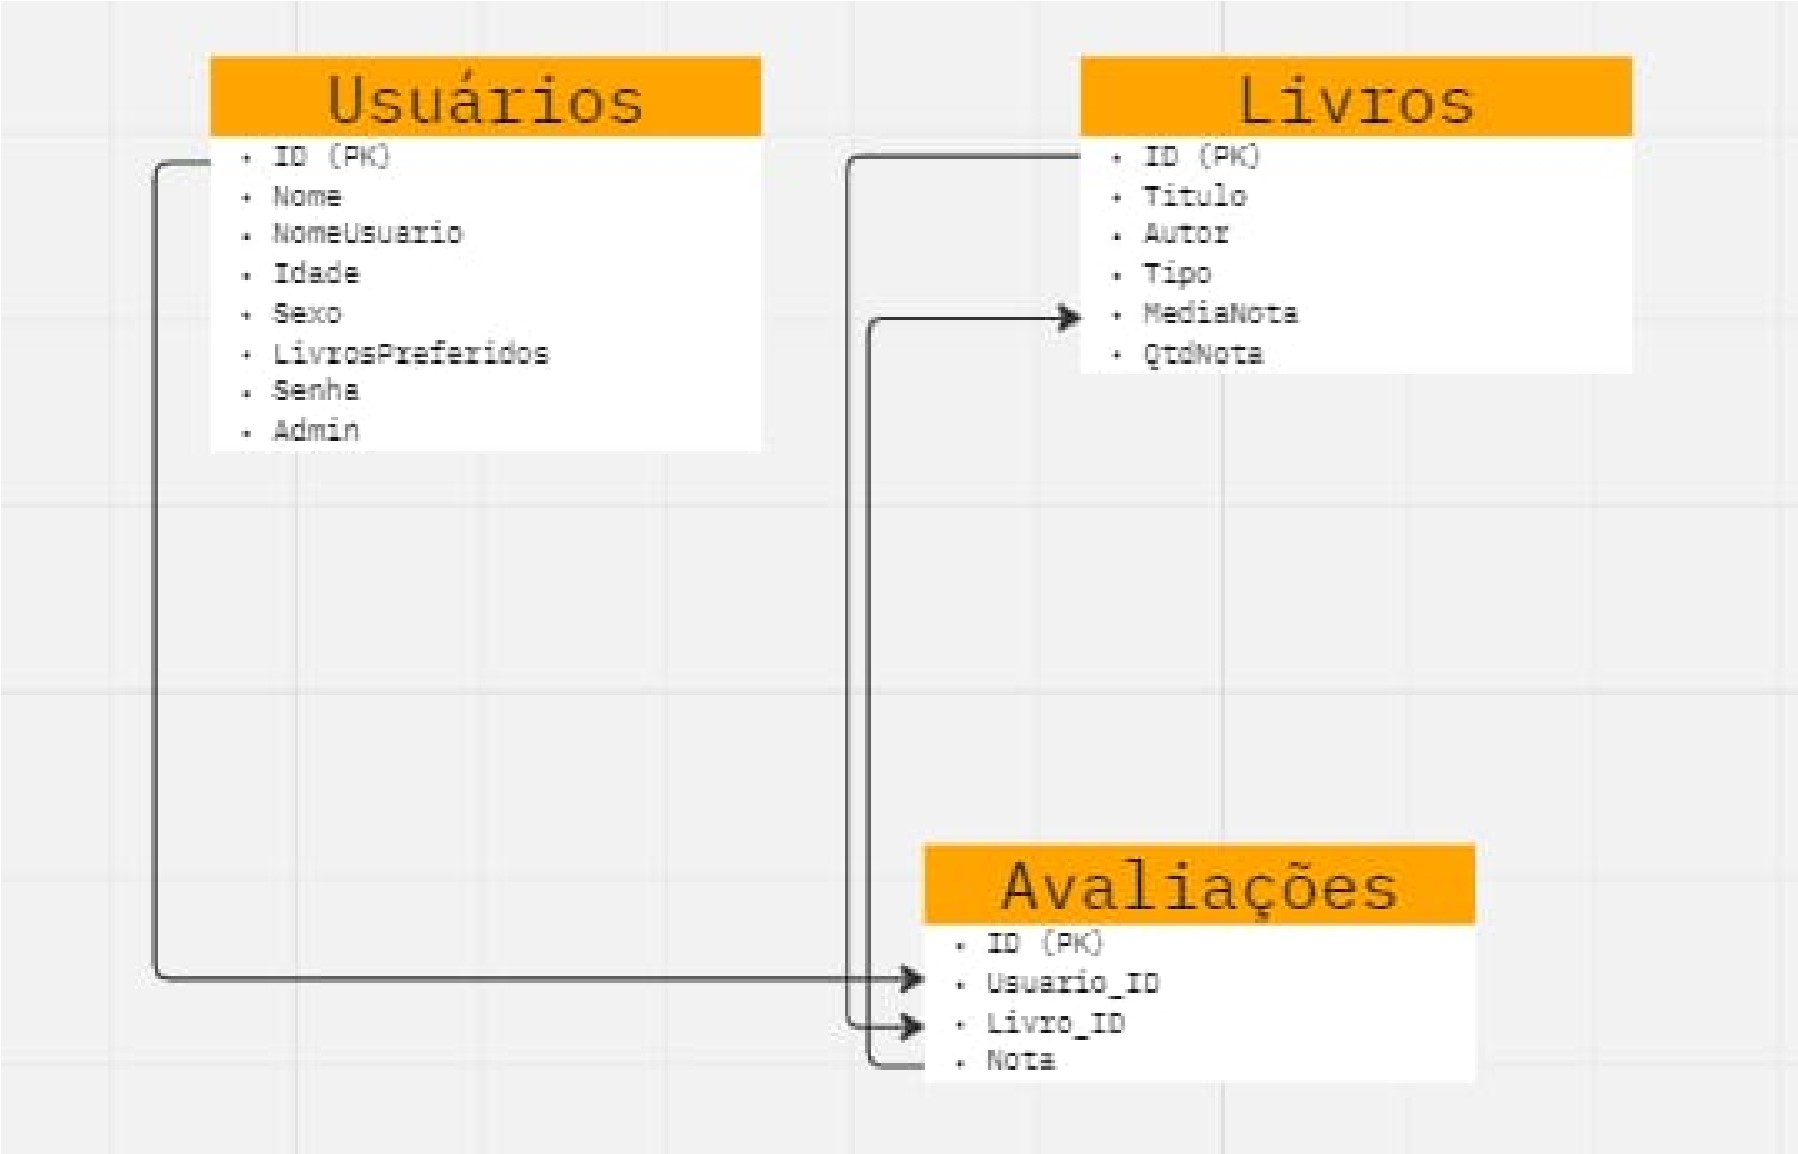 Usuários
• ID (PK)
• Nome
• NomeUsuario
• Idade
• Sexo
• LivrosPreferidos
• Senha
• Admin
Livros
• ID (PK)
• Titulo
• Autor
• Tipo
• MediaNota
• QtdNota
Avaliações
• ID (PK)
• Usuario_ID
• Livro_ID
• Nota